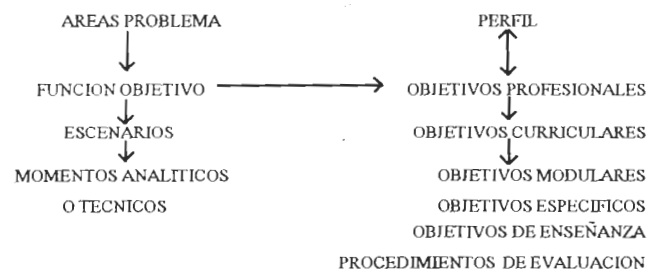 AREAS PROBLEMA
PERFIL
FUNCION OBJETIVO
OBJETIVOS PROFESIONALES
ESCENARIOS
OBJETIVOS CURRICULARES
MOMENTOS ANALITICOS
OBJETIVOS MODULARES
O TECNICOS
OBJETIVOS ESPECIFICOS
OBJETIVOS DE ENSEÑANZA
PROCEDIMIENTOS DE EVALUACION